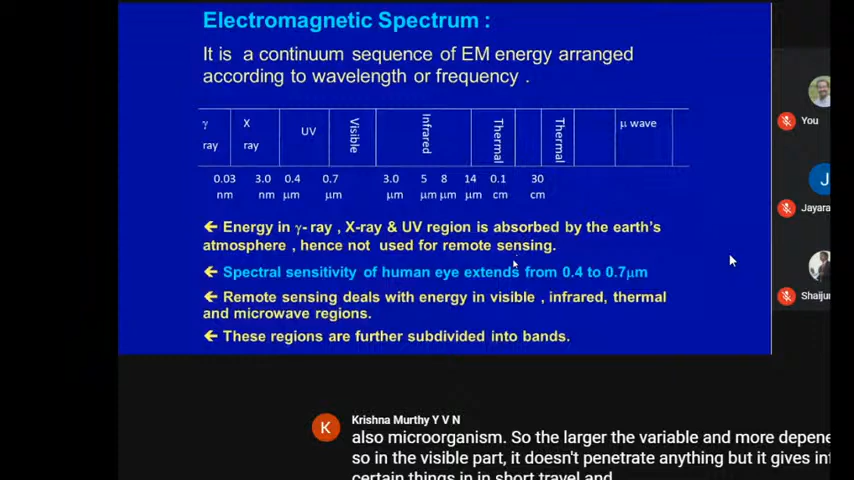 Electromagnetic Spectrum :
It is a continuum sequence of EM energy arranged
according to wavelength or frequency .
γ ray
X ray
UV
Visible
Infrared
Thermal
Thermal
μ wave
0.03 nm
3.0 nm
0.4 μm
0.7 μm
3.0 μm
5 μm
8 μm
14 μm
0.1 cm
30 cm
← Energy in γ- ray , X-ray & UV region is absorbed by the earth's
atmosphere , hence not used for remote sensing.
← Spectral sensitivity of human eye extends from 0.4 to 0.7μm
← Remote sensing deals with energy in visible , infrared, thermal
and microwave regions.
← These regions are further subdivided into bands.
You
J
Jayara
Shaiju
K
Krishna Murthy Y V N
also microorganism. So the larger the variable and more depene
so in the visible part, it doesn't penetrate anything but it gives in
certain things in in short travel and